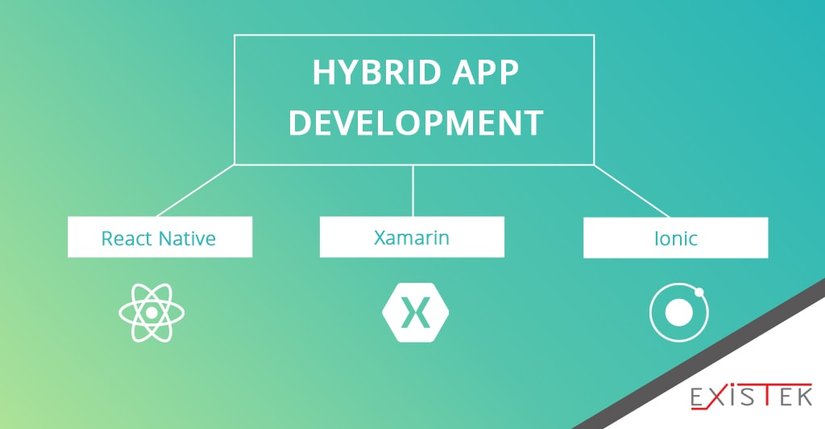 HYBRID APP
DEVELOPMENT
React Native
Xamarin
Ionic
EXISTEK